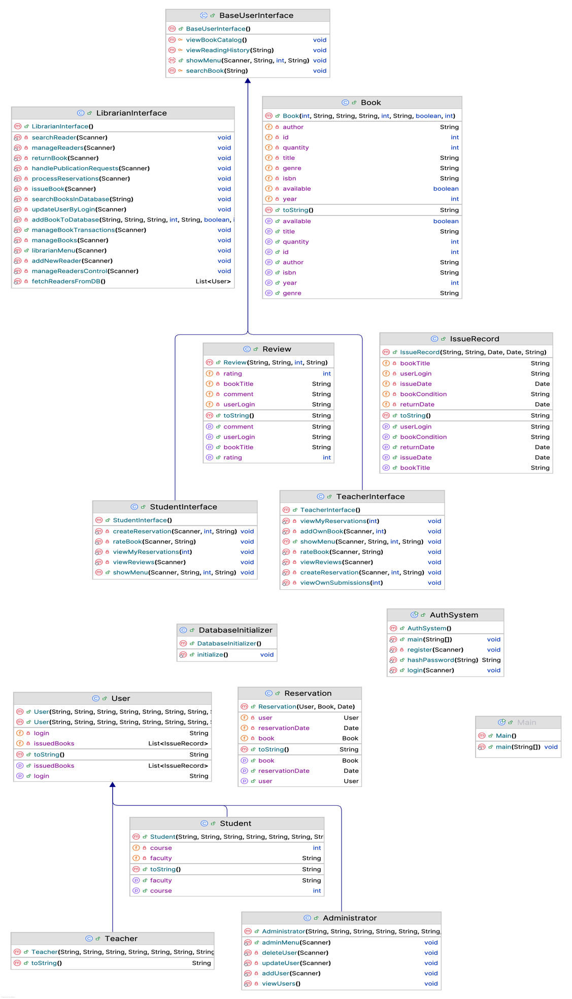 BaseUserInterface
BaseUserInterface()
viewBookCatalog() void
viewReadingHistory(String) void
showMenu(Scanner, String, int, String) void
searchBook(String) void
LibrarianInterface
LibrarianInterface()
searchReader(Scanner) void
manageReaders(Scanner) void
returnBook(Scanner) void
handlePublicationRequests(Scanner) void
processReservations(Scanner) void
issueBook(Scanner) void
searchBooksInDatabase(String) void
updateUserByLogin(Scanner) void
addBookToDatabase(String, String, String, int, String, boolean, i
manageBookTransactions(Scanner) void
manageBooks(Scanner) void
librarianMenu(Scanner) void
addNewReader(Scanner) void
manageReadersControl(Scanner) void
fetchReadersFromDB() List<User>
Book
Book(int, String, String, String, int, String, boolean, int)
author String
id int
quantity int
title String
genre String
isbn String
available boolean
year int
toString() String
available boolean
title String
quantity int
id int
author String
isbn String
year int
genre String
Review
Review(String, String, int, String)
rating int
bookTitle String
comment String
userLogin String
toString() String
comment String
userLogin String
bookTitle String
rating int
IssueRecord
IssueRecord(String, String, Date, Date, String)
bookTitle String
userLogin String
issueDate Date
bookCondition String
returnDate Date
toString() String
userLogin String
bookCondition String
returnDate Date
issueDate Date
bookTitle String
StudentInterface
StudentInterface()
createReservation(Scanner, int, String) void
rateBook(Scanner, String) void
viewMyReservations(int) void
viewReviews(Scanner) void
showMenu(Scanner, String, int, String) void
TeacherInterface
TeacherInterface()
viewMyReservations(int) void
addOwnBook(Scanner, int) void
showMenu(Scanner, String, int, String) void
rateBook(Scanner, String) void
viewReviews(Scanner) void
createReservation(Scanner, int, String) void
viewOwnSubmissions(int) void
DatabaseInitializer
DatabaseInitializer()
initialize() void
AuthSystem
AuthSystem()
main(String[]) void
register(Scanner) void
hashPassword(String) String
login(Scanner) void
User
User(String, String, String, String, String, String, String,
User(String, String, String, String, String, String, String,
login String
issuedBooks List<IssueRecord>
toString() String
issuedBooks List<IssueRecord>
login String
Reservation
Reservation(User, Book, Date)
user User
reservationDate Date
book Book
toString() String
book Book
reservationDate Date
user User
Main
Main()
main(String[]) void
Student
Student(String, String, String, String, String, String, Str
course int
faculty String
toString() String
faculty String
course int
Teacher
Teacher(String, String, String, String, String, String, String
toString() String
Administrator
Administrator(String, String, String, String, String, String,
adminMenu(Scanner) void
deleteUser(Scanner) void
updateUser(Scanner) void
addUser(Scanner) void
viewUsers() void